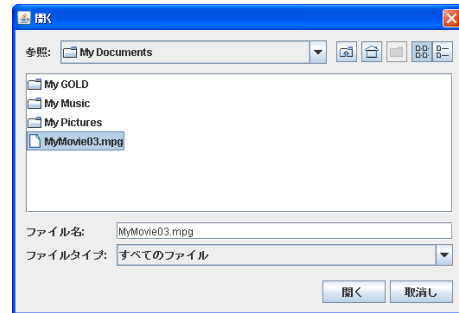 開く
参照: My Documents
My GOLD
My Music
My Pictures
MyMovie03.mpg
ファイル名: MyMovie03.mpg
ファイルタイプ: すべてのファイル
開く 取消し